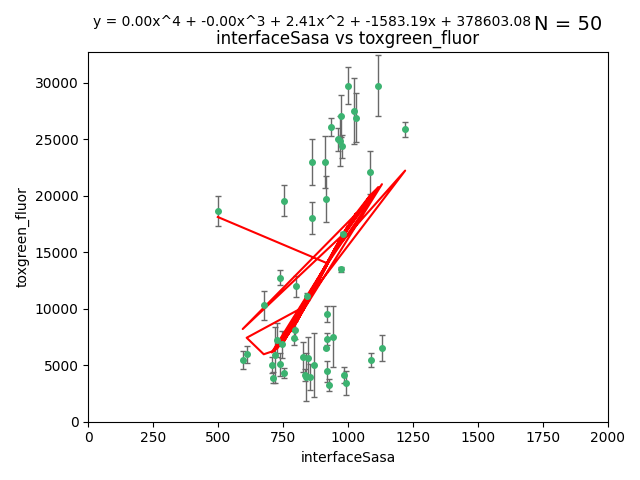 y = 0.00x^4 + -0.00x^3 + 2.41x^2 + -1583.19x + 378603.08 N = 50
interfaceSasa vs toxgreen_fluor
30000
25000
20000
15000
10000
5000
0
toxgreen_fluor
0 250 500 750 1000 1250 1500 1750 2000
interfaceSasa